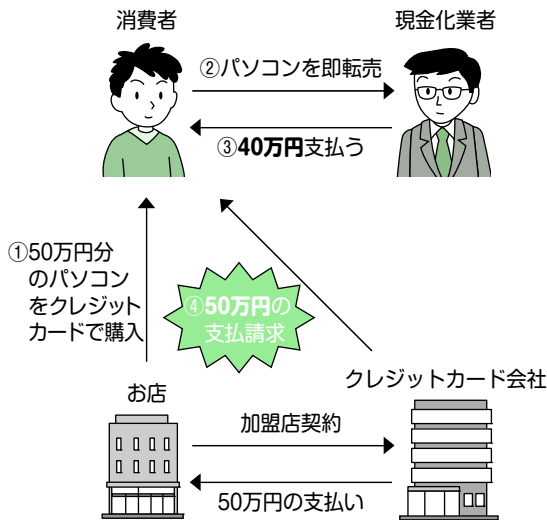 消費者
現金化業者
②パソコンを即転売
③40万円支払う
①50万円分
のパソコン
をクレジット
カードで購入
④50万円の
支払請求
お店
クレジットカード会社
加盟店契約
50万円の支払い